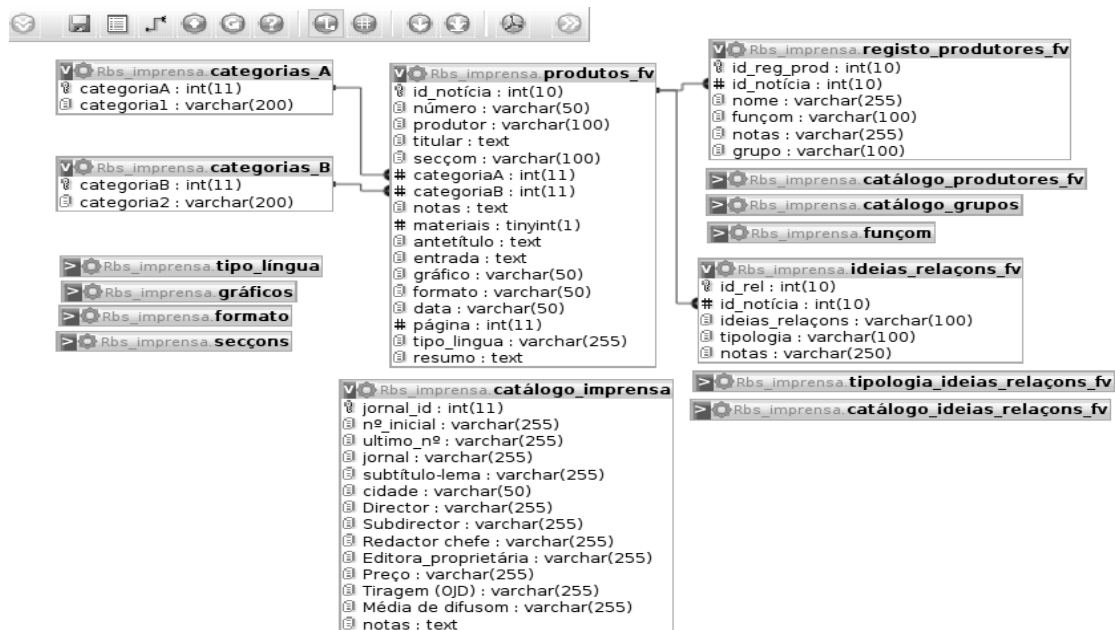 Rbs_imprensa.categorias_A
categoriaA : int(11)
categoria1 : varchar(200)
Rbs_imprensa.categorias_B
categoriaB : int(11)
categoria2 : varchar(200)
Rbs_imprensa.tipo_língua
Rbs_imprensa.gráficos
Rbs_imprensa.formato
Rbs_imprensa.secçons
Rbs_imprensa.produtos_fv
id_notícia : int(10)
número : varchar(50)
produtor : varchar(100)
titular : text
secçom : varchar(100)
categoriaA : int(11)
categoriaB : int(11)
notas : text
materiais : tinyint(1)
antetítulo : text
entrada : text
gráfico : varchar(50)
formato : varchar(50)
data : varchar(50)
página : int(11)
tipo_lingua : varchar(255)
resumo : text
Rbs_imprensa.catálogo_imprensa
jornal_id : int(11)
nº_inicial : varchar(255)
ultimo_nº : varchar(255)
jornal : varchar(255)
subtítulo-lema : varchar(255)
cidade : varchar(50)
Director : varchar(255)
Subdirector : varchar(255)
Redactor chefe : varchar(255)
Editora_proprietária : varchar(255)
Preço : varchar(255)
Tiragem (OJD) : varchar(255)
Média de difusom : varchar(255)
notas : text
Rbs_imprensa.registo_produtores_fv
id_reg_prod : int(10)
id_notícia : int(10)
nome : varchar(255)
funçom : varchar(100)
notas : varchar(255)
grupo : varchar(100)
Rbs_imprensa.catálogo_produtores_fv
Rbs_imprensa.catálogo_grupos
Rbs_imprensa.funçom
Rbs_imprensa.ideias_relaçons_fv
id_rel : int(10)
id_notícia : int(10)
ideias_relaçons : varchar(100)
tipologia : varchar(100)
notas : varchar(250)
Rbs_imprensa.tipologia_ideias_relaçons_fv
Rbs_imprensa.catálogo_ideias_relaçons_fv